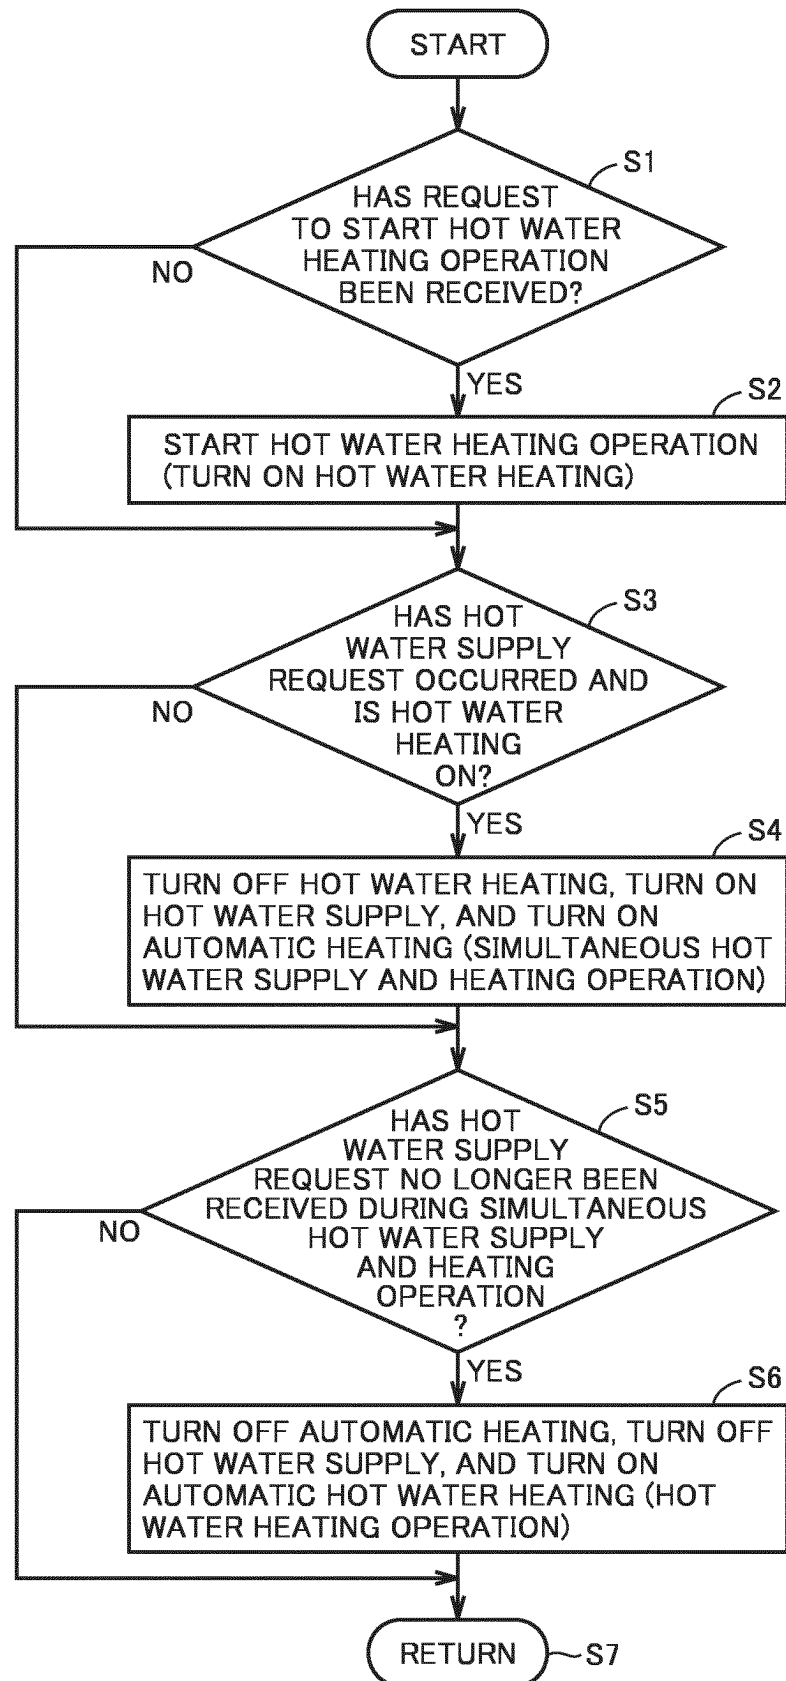 START
S1
HAS REQUEST
TO START HOT WATER
HEATING OPERATION
BEEN RECEIVED?
NO
YES
S2
START HOT WATER HEATING OPERATION
(TURN ON HOT WATER HEATING)
S3
HAS HOT
WATER SUPPLY
REQUEST OCCURRED AND
IS HOT WATER
HEATING
ON?
NO
YES
S4
TURN OFF HOT WATER HEATING, TURN ON
HOT WATER SUPPLY, AND TURN ON
AUTOMATIC HEATING (SIMULTANEOUS HOT
WATER SUPPLY AND HEATING OPERATION)
S5
HAS HOT
WATER SUPPLY
REQUEST NO LONGER BEEN
RECEIVED DURING SIMULTANEOUS
HOT WATER SUPPLY
AND HEATING
OPERATION
?
NO
YES
S6
TURN OFF AUTOMATIC HEATING, TURN OFF
HOT WATER SUPPLY, AND TURN ON
AUTOMATIC HOT WATER HEATING (HOT
WATER HEATING OPERATION)
RETURN
S7